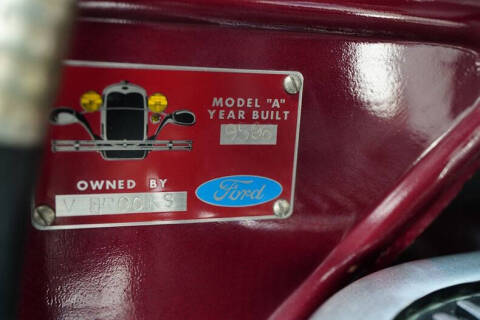 MODEL "A"
YEAR BUILT
OWNED BY
V BROOKS
Ford